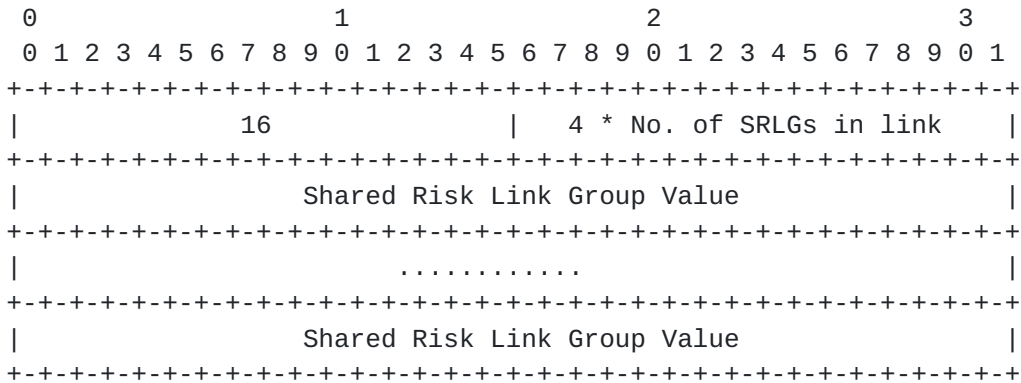 0                   1                   2                   3
 0 1 2 3 4 5 6 7 8 9 0 1 2 3 4 5 6 7 8 9 0 1 2 3 4 5 6 7 8 9 0 1
+-+-+-+-+-+-+-+-+-+-+-+-+-+-+-+-+-+-+-+-+-+-+-+-+-+-+-+-+-+-+-+-+
|              16               |   4 * No. of SRLGs in link    |
+-+-+-+-+-+-+-+-+-+-+-+-+-+-+-+-+-+-+-+-+-+-+-+-+-+-+-+-+-+-+-+-+
|                  Shared Risk Link Group Value                 |
+-+-+-+-+-+-+-+-+-+-+-+-+-+-+-+-+-+-+-+-+-+-+-+-+-+-+-+-+-+-+-+-+
|                        ............                           |
+-+-+-+-+-+-+-+-+-+-+-+-+-+-+-+-+-+-+-+-+-+-+-+-+-+-+-+-+-+-+-+-+
|                  Shared Risk Link Group Value                 |
+-+-+-+-+-+-+-+-+-+-+-+-+-+-+-+-+-+-+-+-+-+-+-+-+-+-+-+-+-+-+-+-+